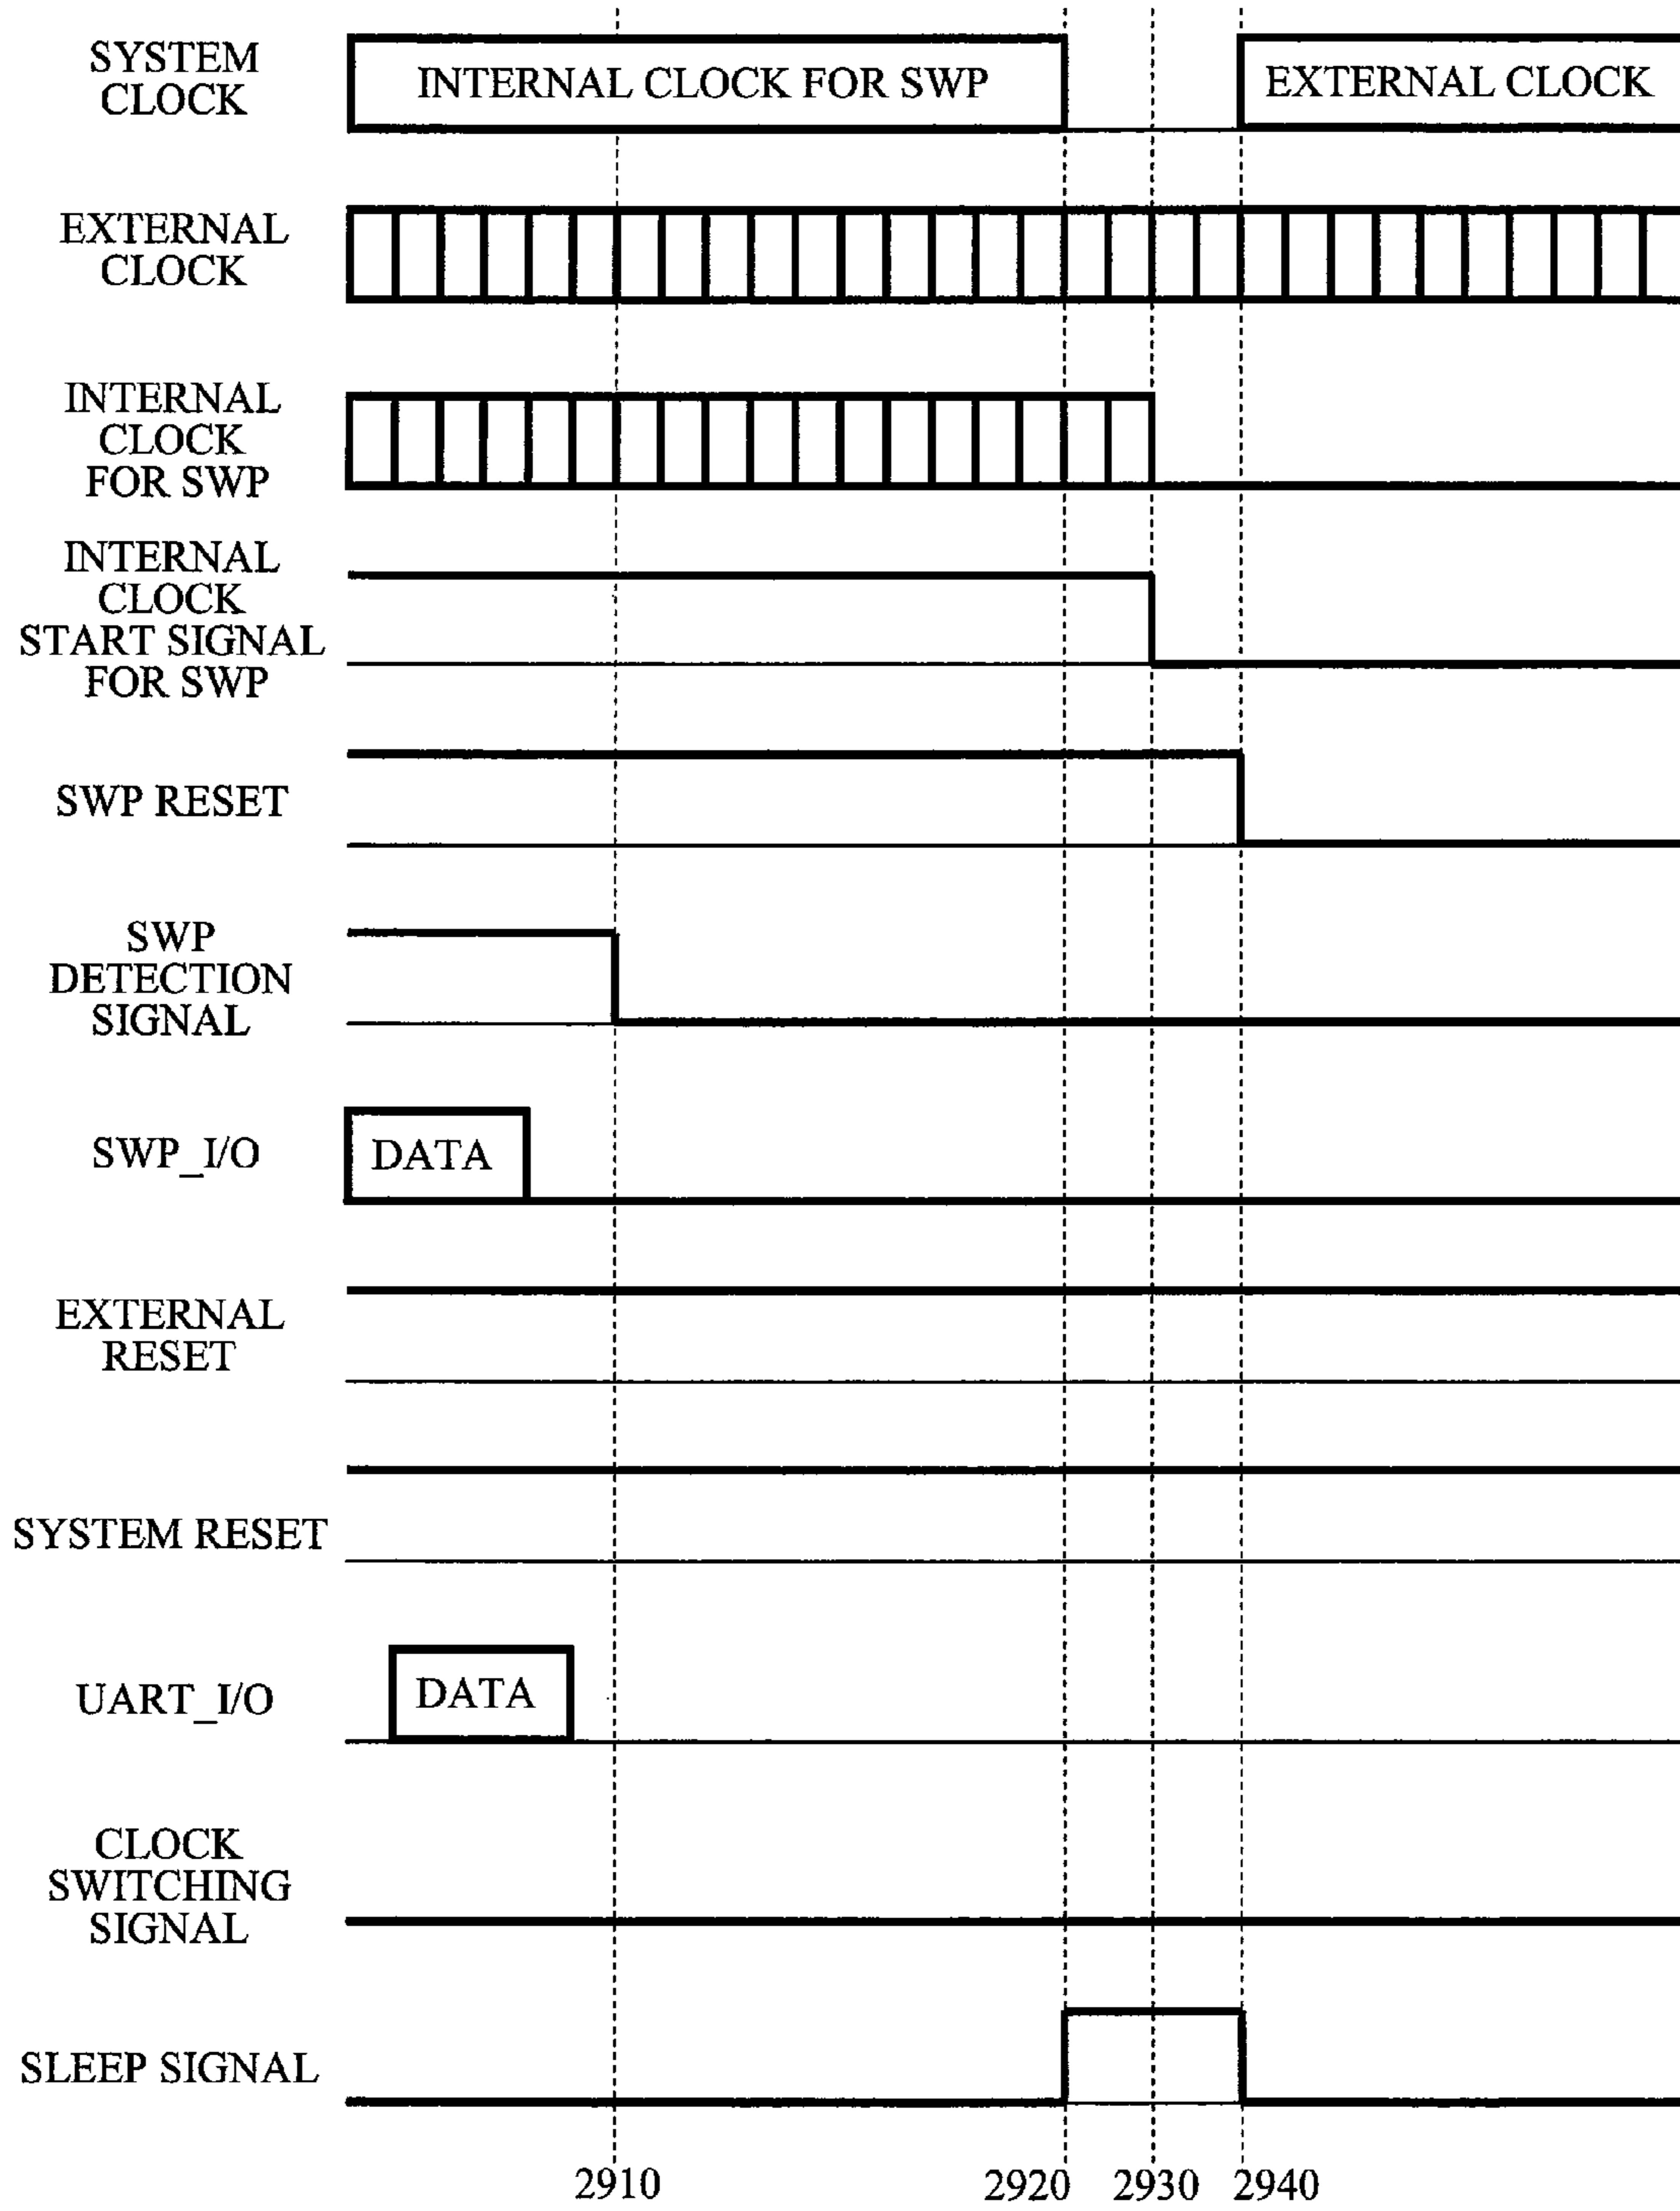 SYSTEM
CLOCK
INTERNAL CLOCK FOR SWP
EXTERNAL CLOCK
EXTERNAL
CLOCK
INTERNAL
CLOCK
FOR SWP
INTERNAL
CLOCK
START SIGNAL
FOR SWP
SWP RESET
SWP
DETECTION
SIGNAL
SWP_I/O
DATA
EXTERNAL
RESET
SYSTEM RESET
UART_I/O
DATA
CLOCK
SWITCHING
SIGNAL
SLEEP SIGNAL
2910
2920
2930
2940